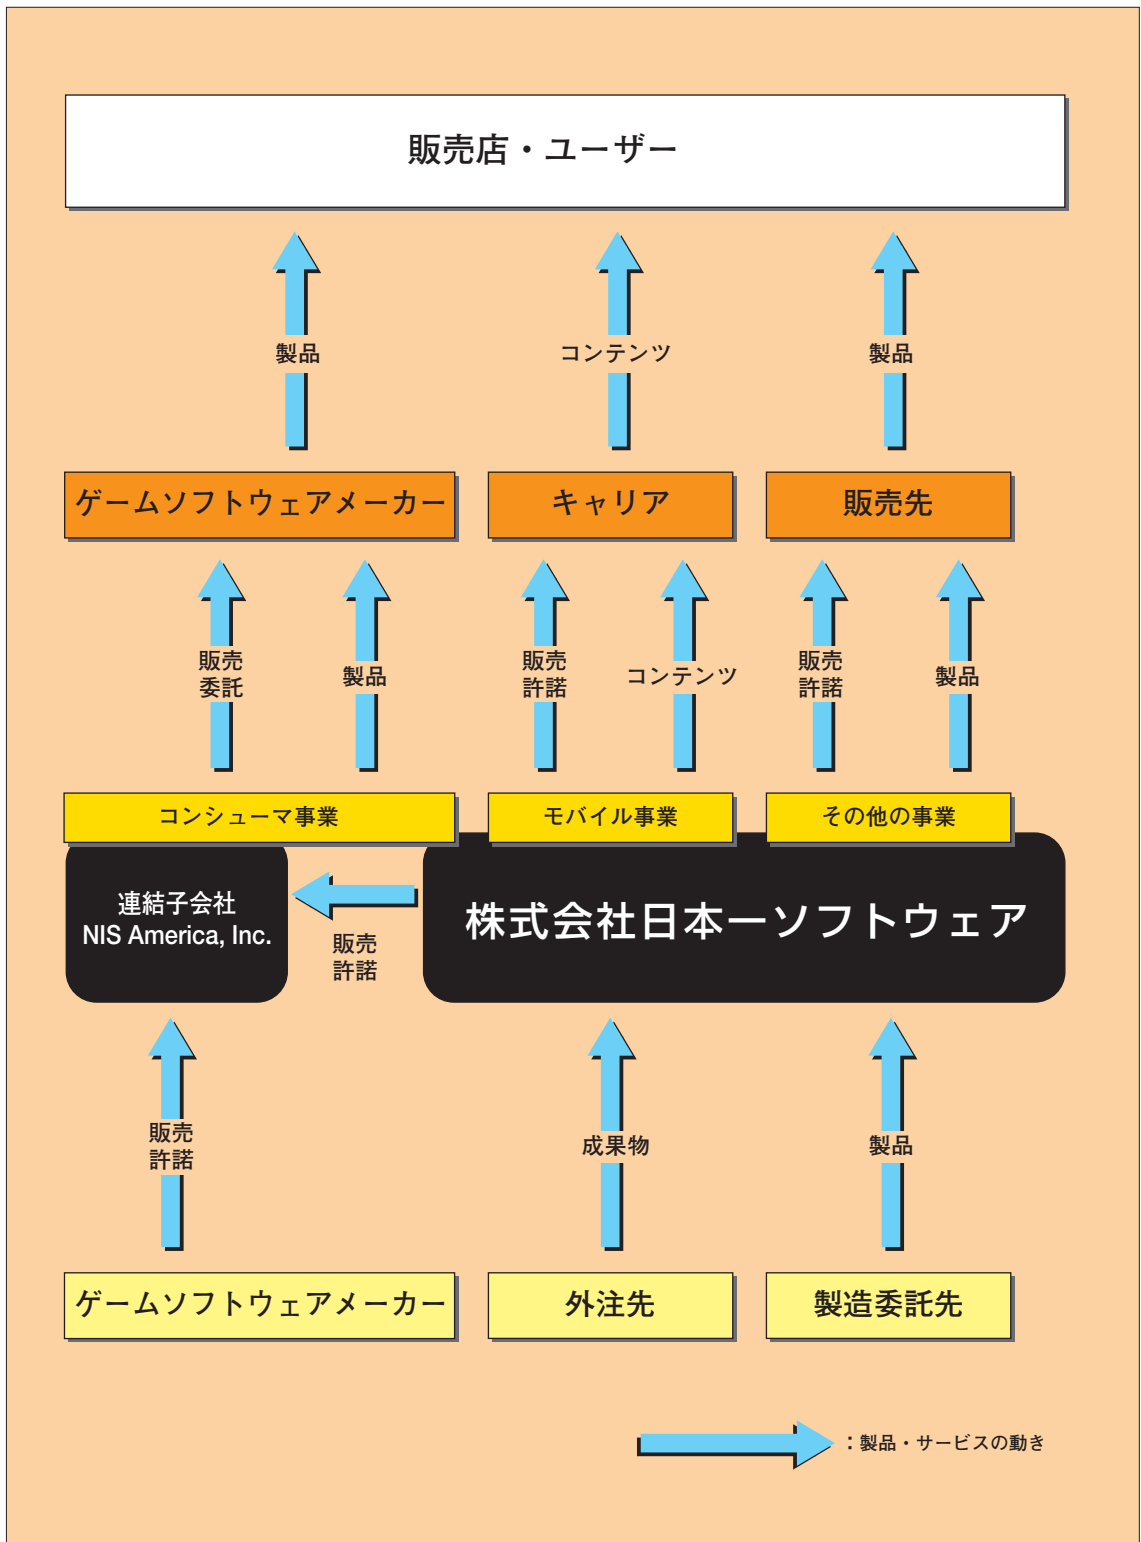 販売店・ユーザー
製品
コンテンツ
製品
ゲームソフトウェアメーカー
キャリア
販売先
販売
委託
製品
販売
許諾
コンテンツ
販売
許諾
製品
コンシューマ事業
モバイル事業
その他の事業
連結子会社
NIS America, Inc.
販売
許諾
株式会社日本一ソフトウェア
販売
許諾
成果物
製品
ゲームソフトウェアメーカー
外注先
製造委託先
：製品・サービスの動き